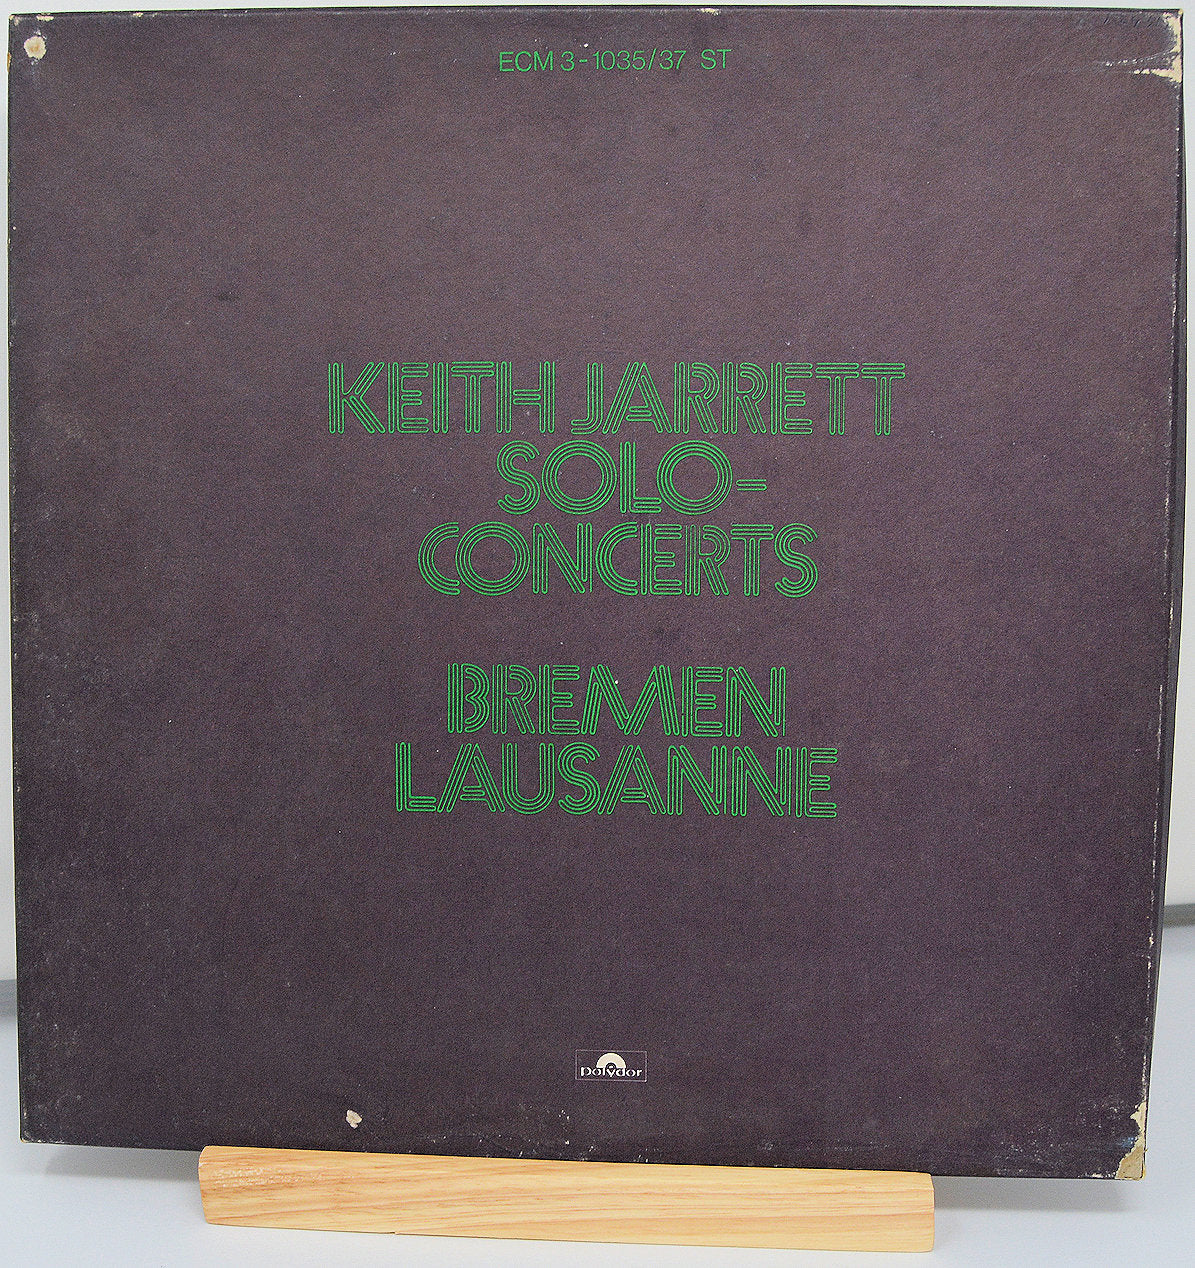 ECM 3-1035/37 ST
KEITH JARRETT
SOLO-
CONCERTS
BREMEN
LAUSANNE
polydor